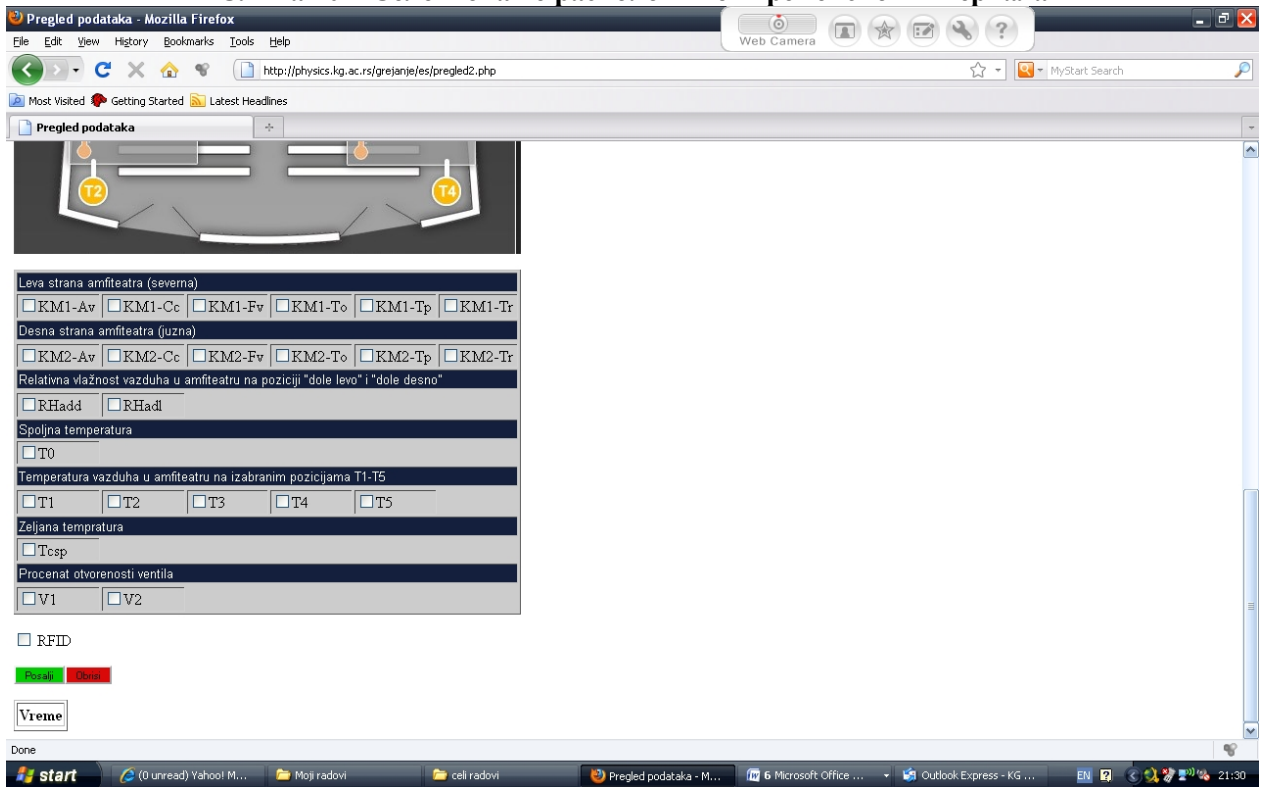 Pregled podataka - Mozilla Firefox
Web Camera
File Edit View History Bookmarks Tools Help
http://physics.kg.ac.rs/grejanje/es/pregled2.php
MyStart Search
Most Visited Getting Started Latest Headlines
Pregled podataka
T2 T4
Leva strana amfiteatra (severna)
KM1-Av KM1-Cc KM1-Fv KM1-To KM1-Tp KM1-Tr
Desna strana amfiteatra (juzna)
KM2-Av KM2-Cc KM2-Fv KM2-To KM2-Tp KM2-Tr
Relativna vlažnost vazduha u amfiteatru na poziciji "dole levo" i "dole desno"
RHadd RHadl
Spoljna temperatura
T0
Temperatura vazduha u amfiteatru na izabranim pozicijama T1-T5
T1 T2 T3 T4 T5
Zeljana tempratura
Tcsp
Procenat otvorenosti ventila
V1 V2
RFID
Posalji Obrisi
Vreme
Done
start (0 unread) Yahoo! M... Moji radovi celi radovi Pregled podataka - M... 6 Microsoft Office ... Outlook Express - KG ... EN 21:30